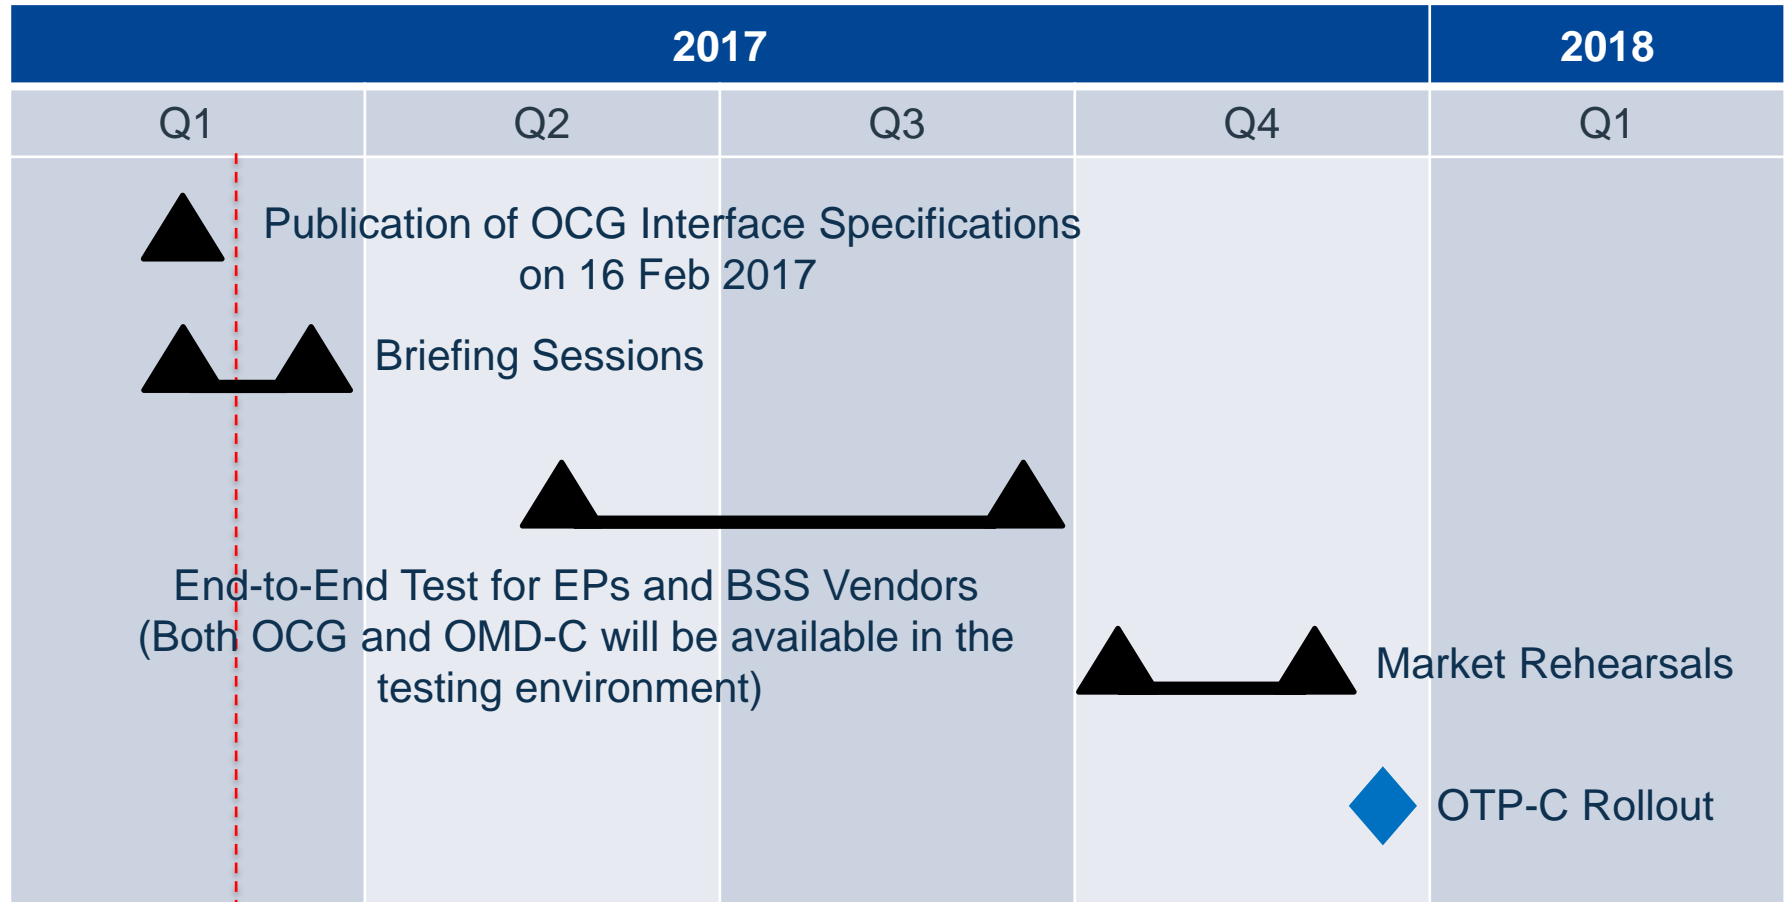 2017
2018
Q1
Q2
Q3
Q4
Q1
Publication of OCG Interface Specifications
on 16 Feb 2017
Briefing Sessions
End-to-End Test for EPs and BSS Vendors
(Both OCG and OMD-C will be available in the
testing environment)
Market Rehearsals
OTP-C Rollout